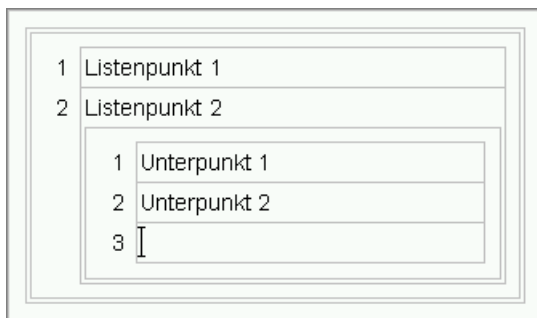 1 Listenpunkt 1
2 Listenpunkt 2
1 Unterpunkt 1
2 Unterpunkt 2
3